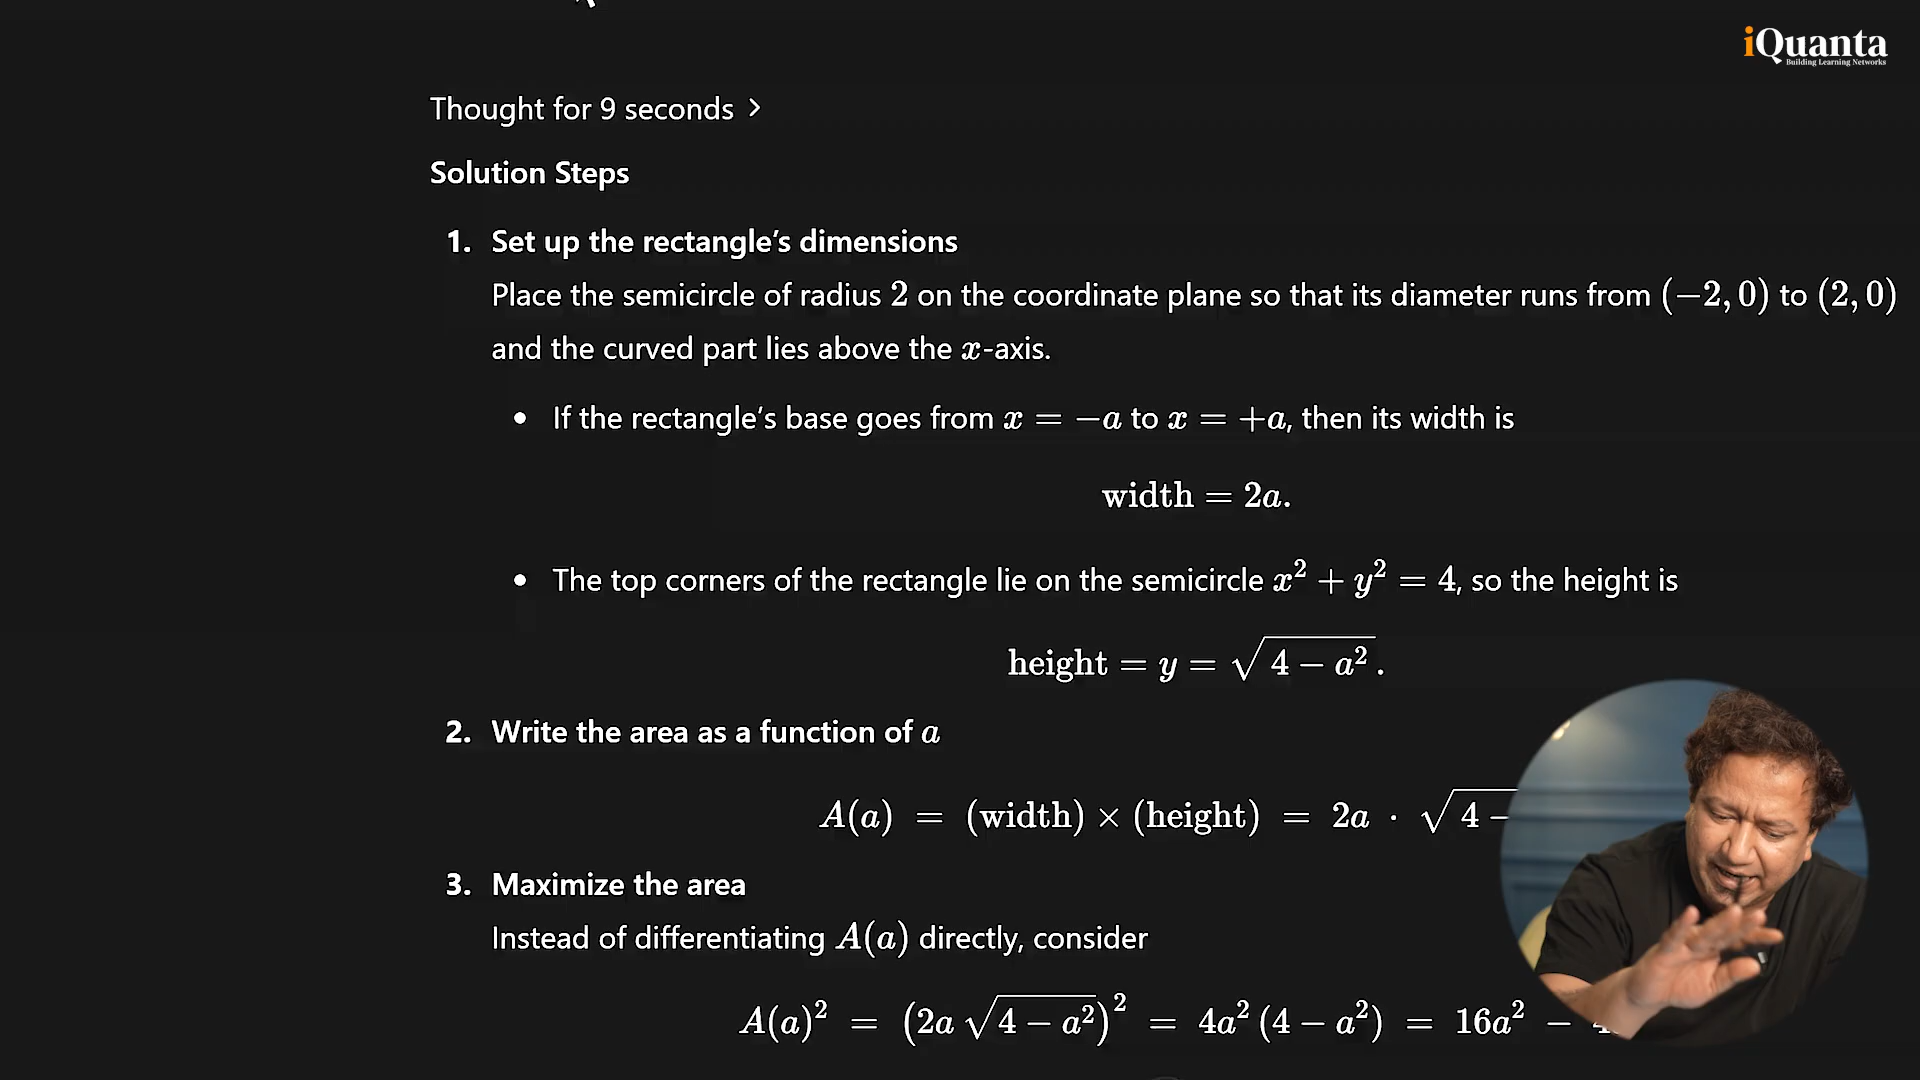 iQuanta
Building Learning Networks
Thought for 9 seconds >
Solution Steps
1. Set up the rectangle's dimensions
Place the semicircle of radius 2 on the coordinate plane so that its diameter runs from (−2, 0) to (2, 0)
and the curved part lies above the x-axis.
• If the rectangle's base goes from x = −a to x = +a, then its width is
width = 2a.
• The top corners of the rectangle lie on the semicircle x² + y² = 4, so the height is
height = y = √(4 − a²).
2. Write the area as a function of a
A(a) = (width) × (height) = 2a · √4 −
3. Maximize the area
Instead of differentiating A(a) directly, consider
A(a)² = (2a √(4 − a²))² = 4a² (4 − a²) = 16a² −